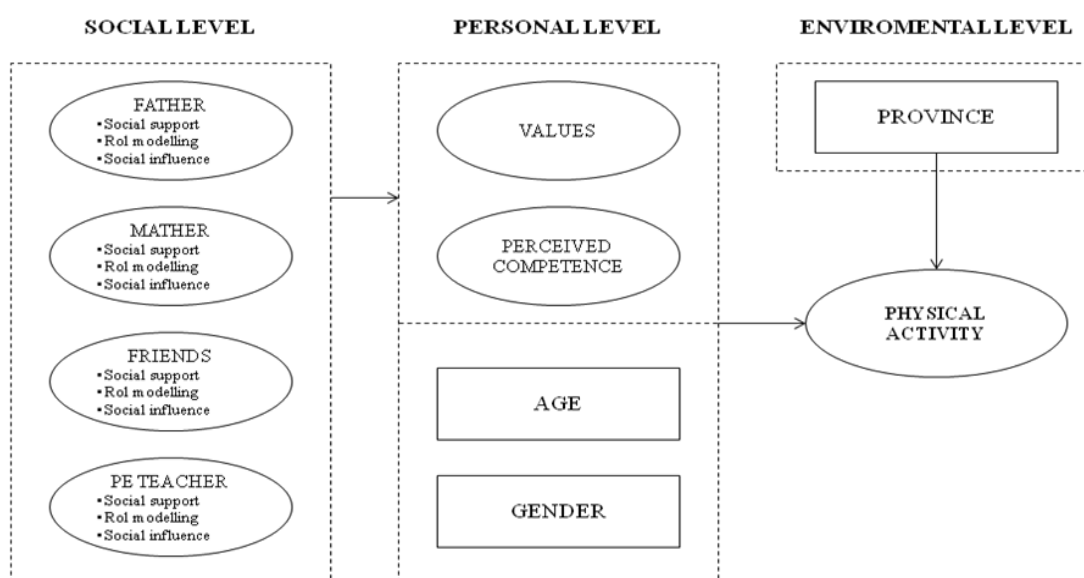 SOCIAL LEVEL
FATHER
▪Social support
▪Rol modelling
▪Social influence
MATHER
▪Social support
▪Rol modelling
▪Social influence
FRIENDS
▪Social support
▪Rol modelling
▪Social influence
PE TEACHER
▪Social support
▪Rol modelling
▪Social influence
PERSONAL LEVEL
VALUES
PERCEIVED
COMPETENCE
AGE
GENDER
ENVIROMENTAL LEVEL
PROVINCE
PHYSICAL
ACTIVITY